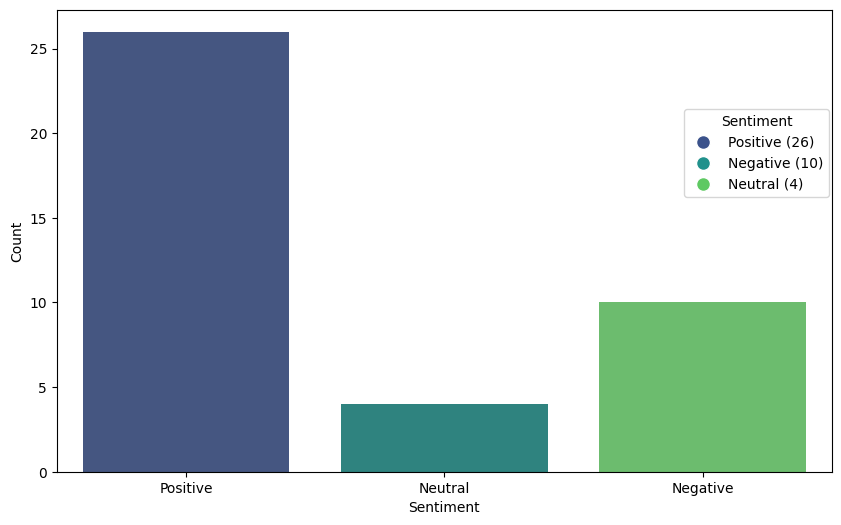 25
20
15
10
5
0
Count
Sentiment
Positive (26)
Negative (10)
Neutral (4)
Positive
Neutral
Negative
Sentiment